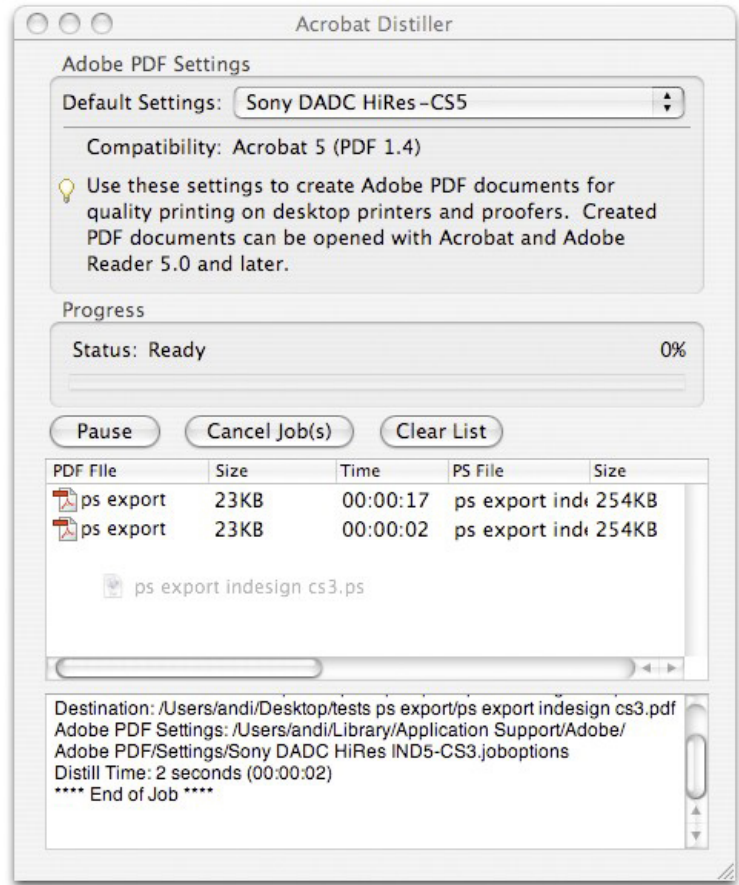 Acrobat Distiller
Adobe PDF Settings
Default Settings: Sony DADC HiRes-CS5
Compatibility: Acrobat 5 (PDF 1.4)
Use these settings to create Adobe PDF documents for
quality printing on desktop printers and proofers. Created
PDF documents can be opened with Acrobat and Adobe
Reader 5.0 and later.
Progress
Status: Ready 0%
Pause Cancel Job(s) Clear List
PDF FIle Size Time PS File Size
ps export 23KB 00:00:17 ps export ind 254KB
ps export 23KB 00:00:02 ps export ind 254KB
ps export indesign cs3.ps
Destination: /Users/andi/Desktop/tests ps export/ps export indesign cs3.pdf
Adobe PDF Settings: /Users/andi/Library/Application Support/Adobe/
Adobe PDF/Settings/Sony DADC HiRes IND5-CS3.joboptions
Distill Time: 2 seconds (00:00:02)
**** End of Job ****